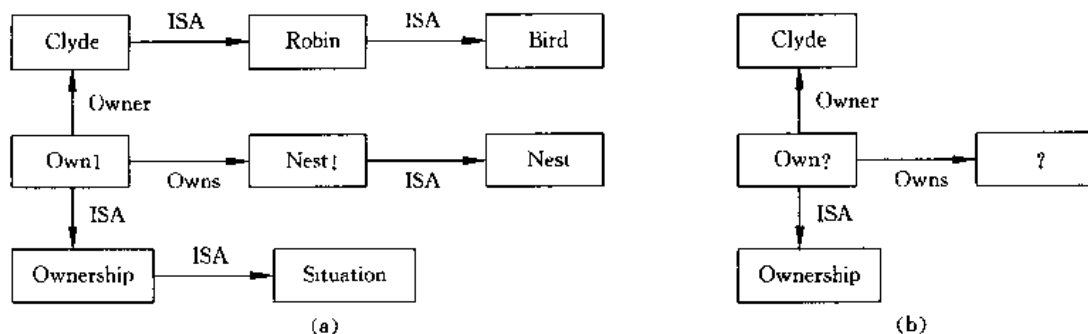 ISA ISA
Clyde Robin Bird Clyde
Owner Owner
Own1 Nest1 Nest Own? ?
Owns ISA Owns
ISA ISA
ISA
Ownership Situation Ownership
(a) (b)